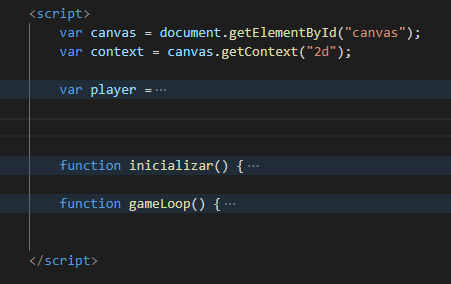 <script>
var canvas = document.getElementById("canvas");
var context = canvas.getContext("2d");
var player =···
function inicializar() {···
function gameLoop() {···
</script>